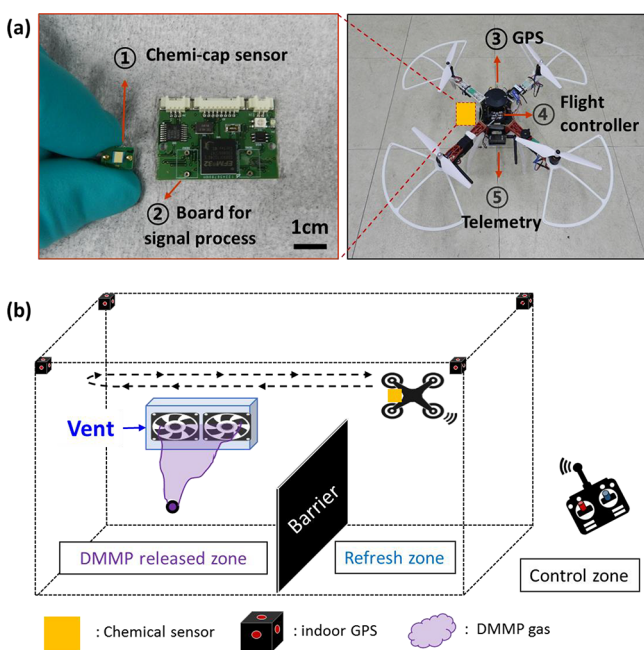 (a)
① Chemi-cap sensor
② Board for
signal process
1cm
③ GPS
④ Flight
controller
⑤
Telemetry
(b)
Vent
Barrier
DMMP released zone
Refresh zone
Control zone
: Chemical sensor
: indoor GPS
: DMMP gas